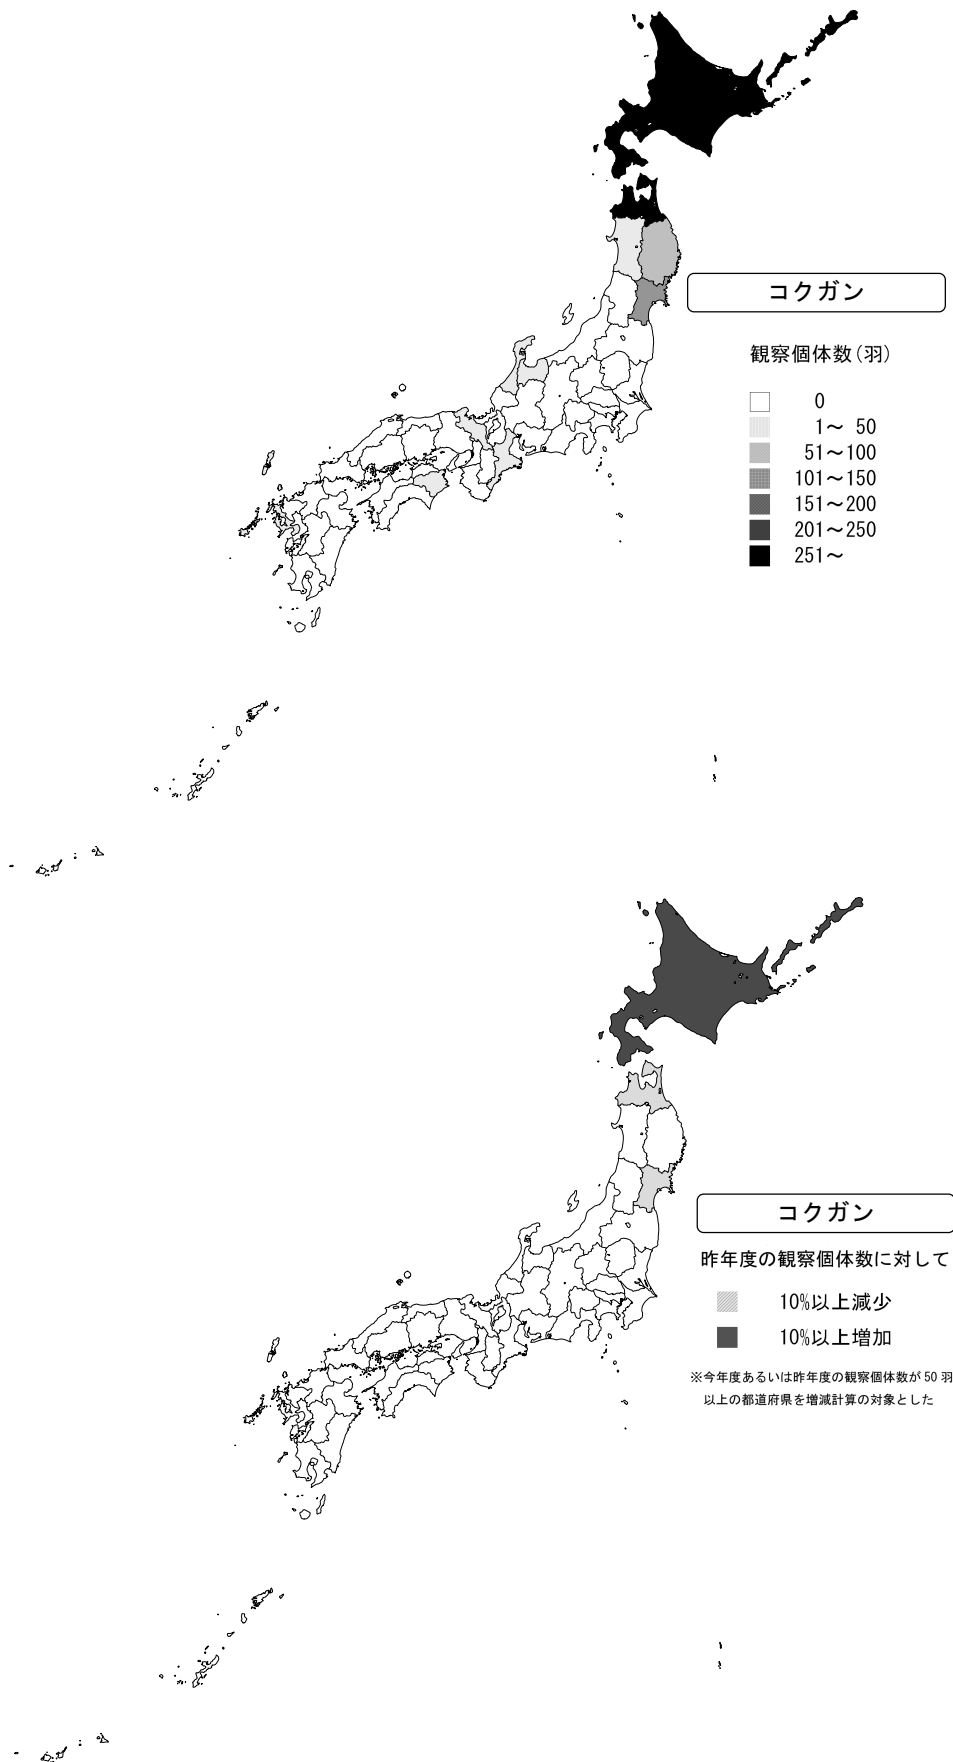 コクガン
観察個体数(羽)
0
1～ 50
51～100
101～150
151～200
201～250
251～
コクガン
昨年度の観察個体数に対して
10%以上減少
10%以上増加
※今年度あるいは昨年度の観察個体数が 50 羽
以上の都道府県を増減計算の対象とした